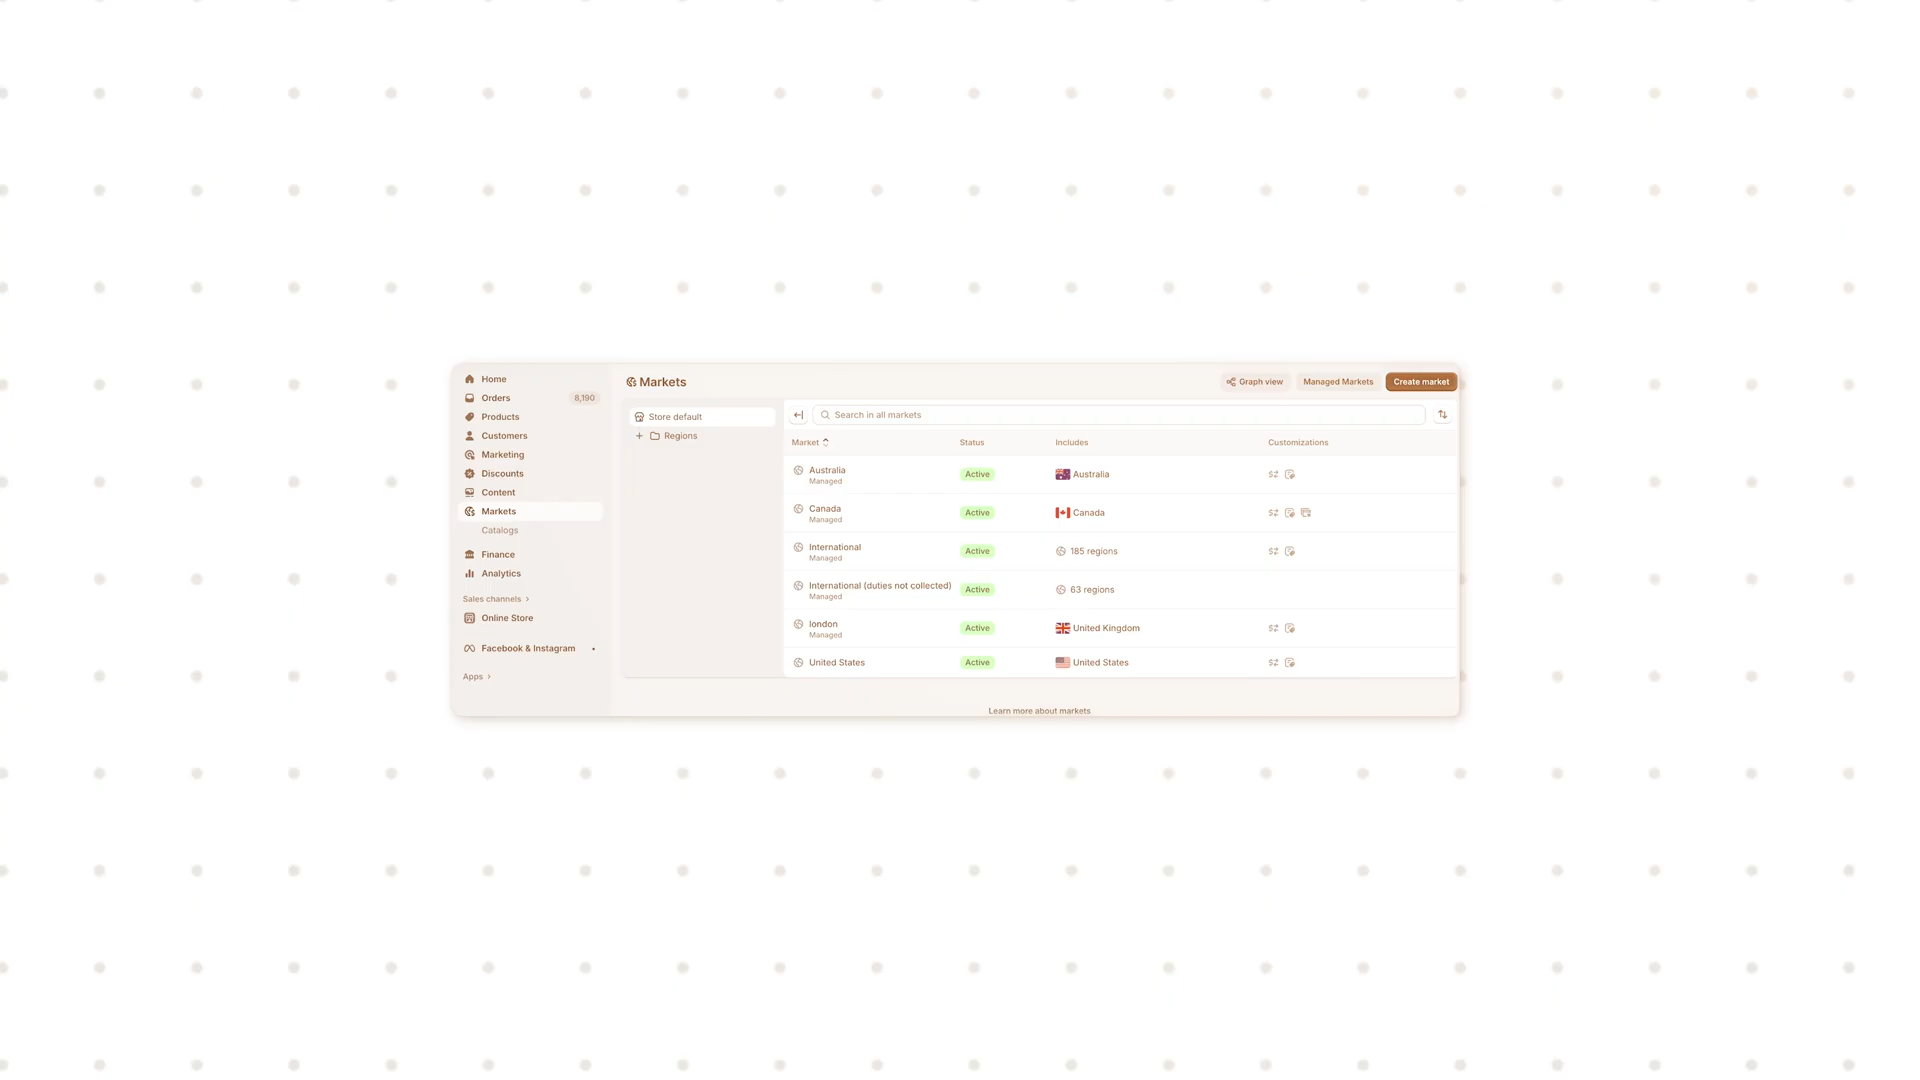 Home
Orders 8,190
Products
Customers
Marketing
Discounts
Content
Markets
Catalogs
Finance
Analytics
Sales channels
Online Store
Facebook & Instagram
Apps
Markets
Graph view Managed Markets Create market
Store default
Regions
Search in all markets
Market Status Includes Customizations
Australia
Managed
Active Australia
Canada
Managed
Active Canada
International
Managed
Active 185 regions
International (duties not collected)
Managed
Active 63 regions
london
Managed
Active United Kingdom
United States Active United States
Learn more about markets